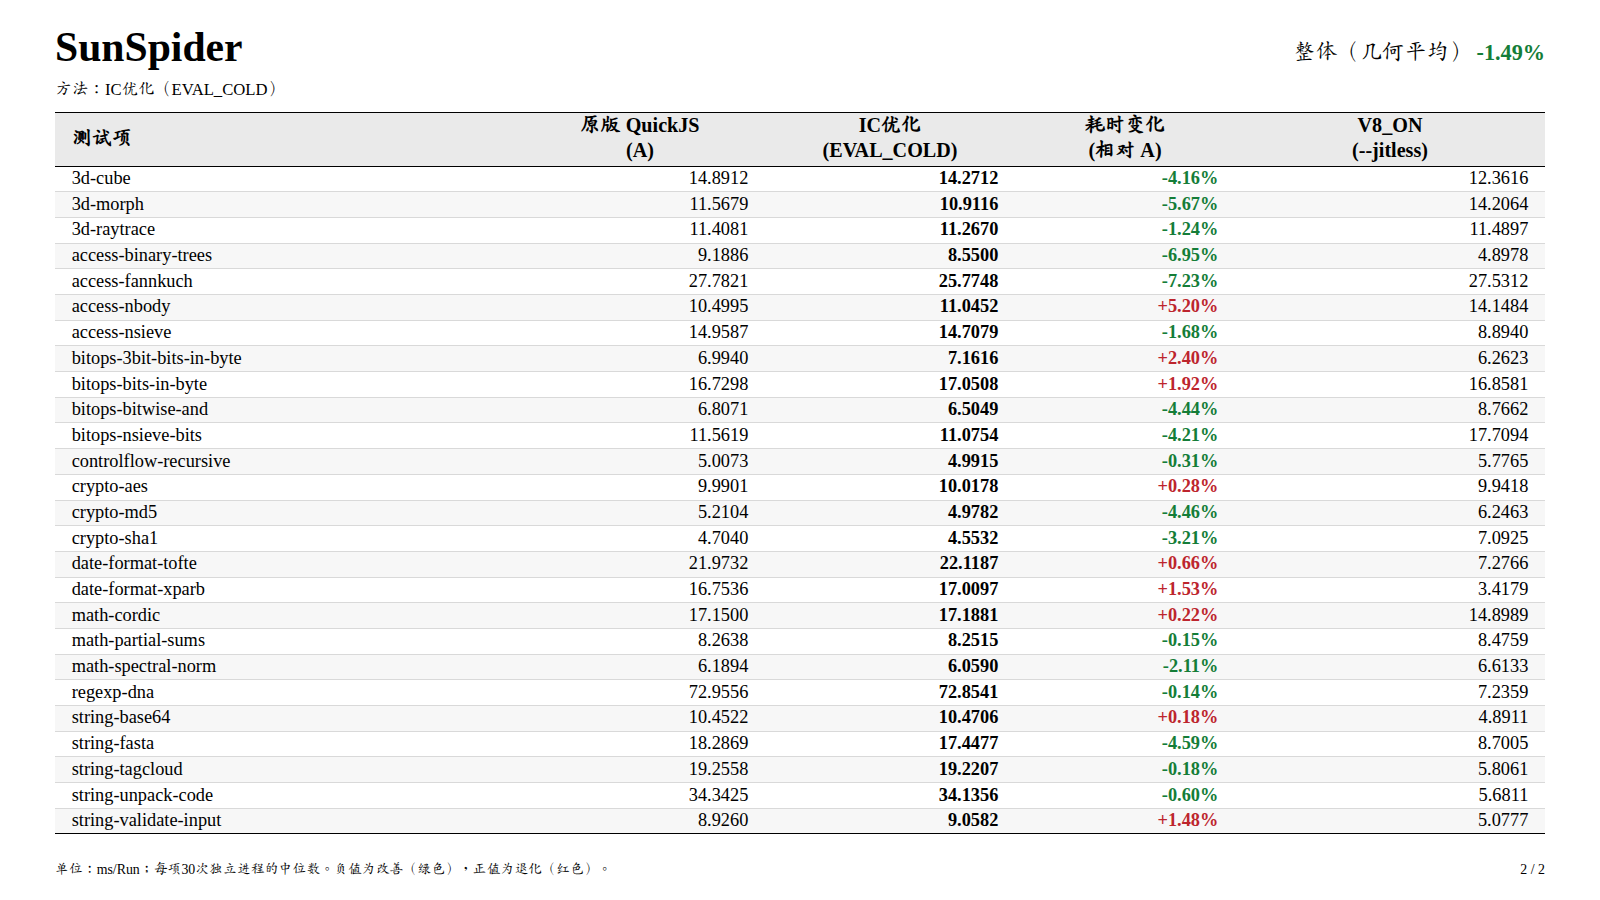 SunSpider
整体（几何平均） -1.49%
方法：IC优化（EVAL_COLD）
测试项 原版 QuickJS (A) IC优化 (EVAL_COLD) 耗时变化 (相对 A) V8_ON (--jitless)
3d-cube 14.8912 14.2712 -4.16% 12.3616
3d-morph 11.5679 10.9116 -5.67% 14.2064
3d-raytrace 11.4081 11.2670 -1.24% 11.4897
access-binary-trees 9.1886 8.5500 -6.95% 4.8978
access-fannkuch 27.7821 25.7748 -7.23% 27.5312
access-nbody 10.4995 11.0452 +5.20% 14.1484
access-nsieve 14.9587 14.7079 -1.68% 8.8940
bitops-3bit-bits-in-byte 6.9940 7.1616 +2.40% 6.2623
bitops-bits-in-byte 16.7298 17.0508 +1.92% 16.8581
bitops-bitwise-and 6.8071 6.5049 -4.44% 8.7662
bitops-nsieve-bits 11.5619 11.0754 -4.21% 17.7094
controlflow-recursive 5.0073 4.9915 -0.31% 5.7765
crypto-aes 9.9901 10.0178 +0.28% 9.9418
crypto-md5 5.2104 4.9782 -4.46% 6.2463
crypto-sha1 4.7040 4.5532 -3.21% 7.0925
date-format-tofte 21.9732 22.1187 +0.66% 7.2766
date-format-xparb 16.7536 17.0097 +1.53% 3.4179
math-cordic 17.1500 17.1881 +0.22% 14.8989
math-partial-sums 8.2638 8.2515 -0.15% 8.4759
math-spectral-norm 6.1894 6.0590 -2.11% 6.6133
regexp-dna 72.9556 72.8541 -0.14% 7.2359
string-base64 10.4522 10.4706 +0.18% 4.8911
string-fasta 18.2869 17.4477 -4.59% 8.7005
string-tagcloud 19.2558 19.2207 -0.18% 5.8061
string-unpack-code 34.3425 34.1356 -0.60% 5.6811
string-validate-input 8.9260 9.0582 +1.48% 5.0777
单位：ms/Run；每项30次独立进程的中位数。负值为改善（绿色），正值为退化（红色）。
2 / 2